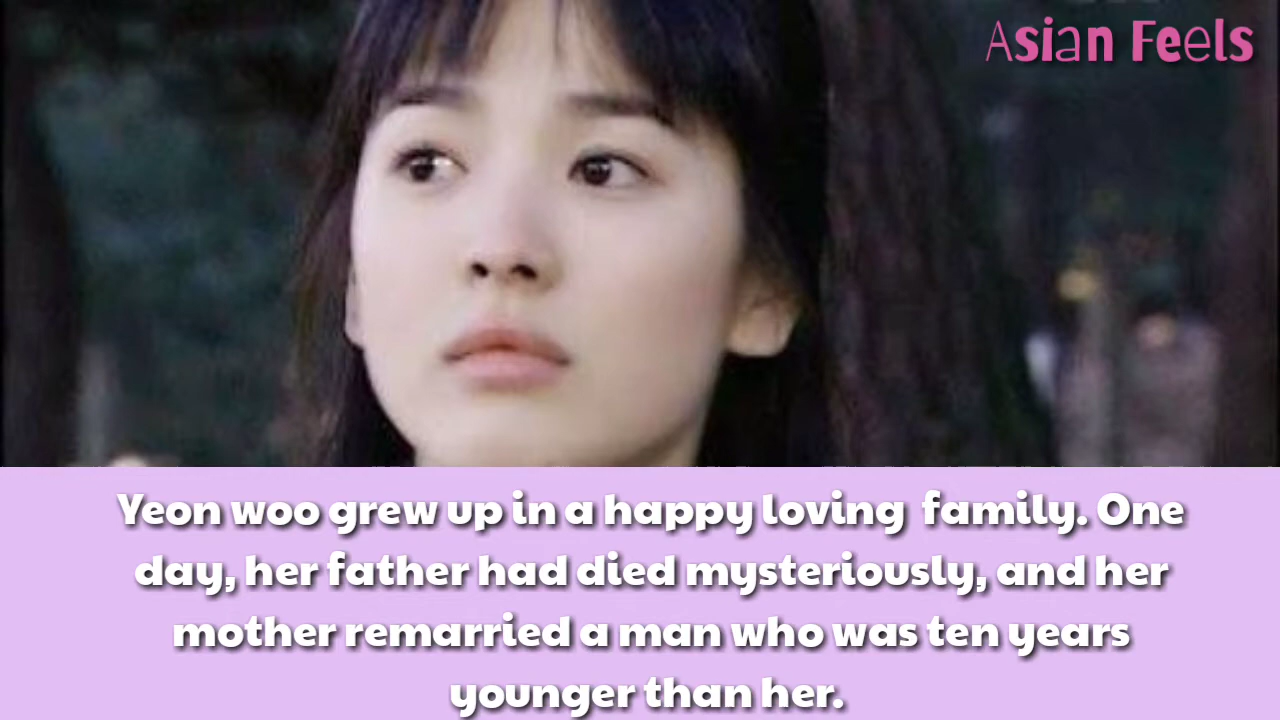 Asian Feels
Yeon woo grew up in a happy loving family. One
day, her father had died mysteriously, and her
mother remarried a man who was ten years
younger than her.